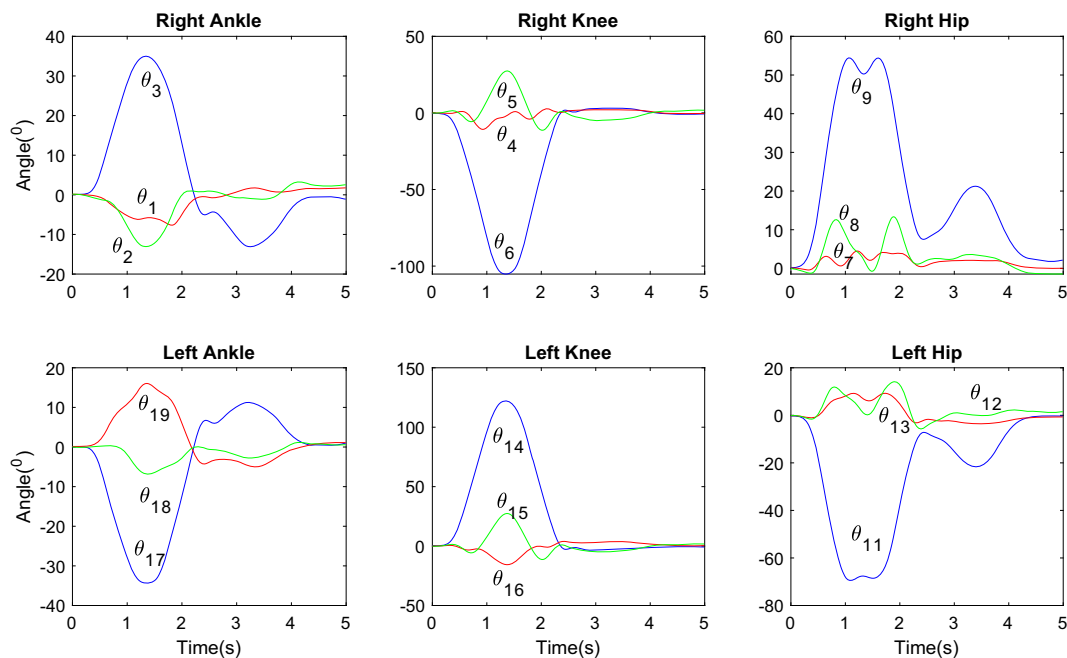 Right Ankle
40
30
20
10
0
-10
-20
Angle(⁰)
θ3
θ1
θ2
0 1 2 3 4 5
Right Knee
50
0
-50
-100
θ5
θ4
θ6
0 1 2 3 4 5
Right Hip
60
50
40
30
20
10
0
θ9
θ8
θ7
0 1 2 3 4 5
Left Ankle
20
10
0
-10
-20
-30
-40
Angle(⁰)
θ19
θ18
θ17
0 1 2 3 4 5
Time(s)
Left Knee
150
100
50
0
-50
θ14
θ15
θ16
0 1 2 3 4 5
Time(s)
Left Hip
20
0
-20
-40
-60
-80
θ12
θ13
θ11
0 1 2 3 4 5
Time(s)